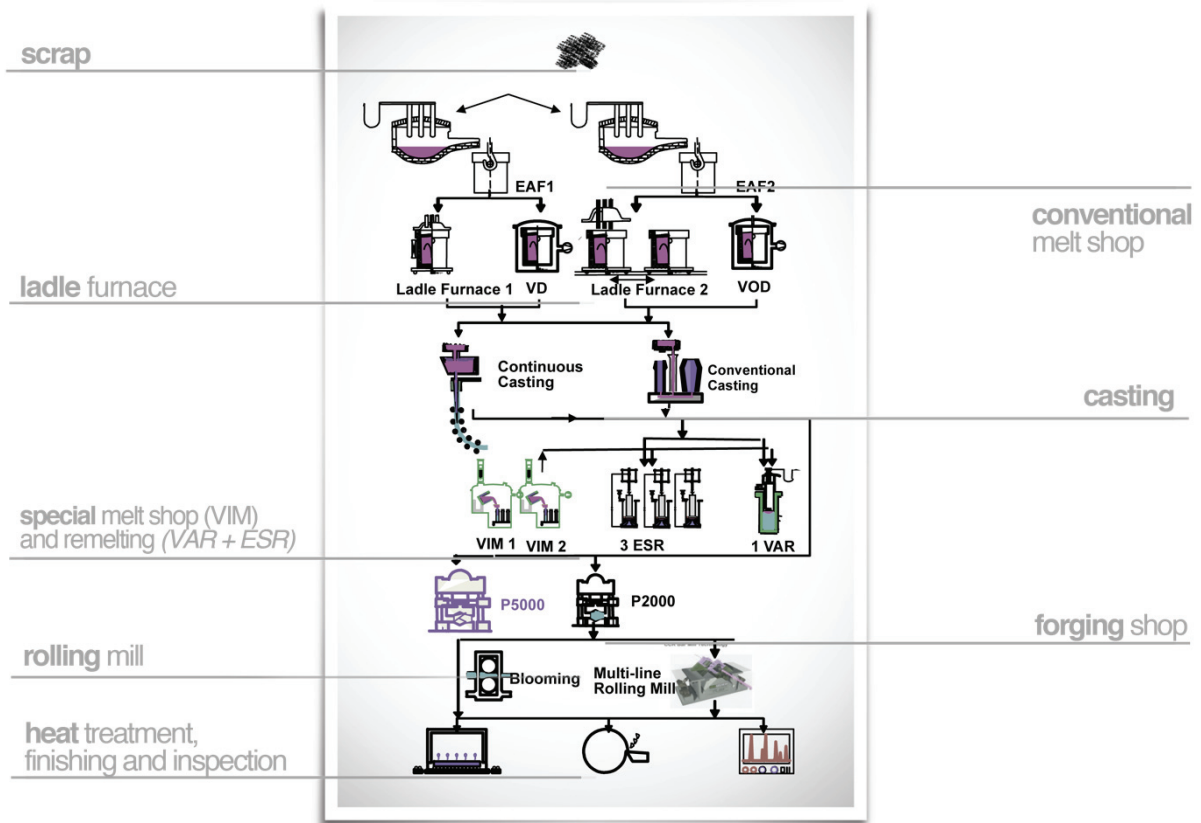 scrap
EAF1
EAF2
conventional
melt shop
Ladle Furnace 1
VD
Ladle Furnace 2
VOD
ladle furnace
Continuous
Casting
Conventional
Casting
casting
special melt shop (VIM)
and remelting (VAR + ESR)
VIM 1
VIM 2
3 ESR
1 VAR
P5000
P2000
forging shop
rolling mill
Blooming
Multi-line
Rolling Mill
heat treatment,
finishing and inspection